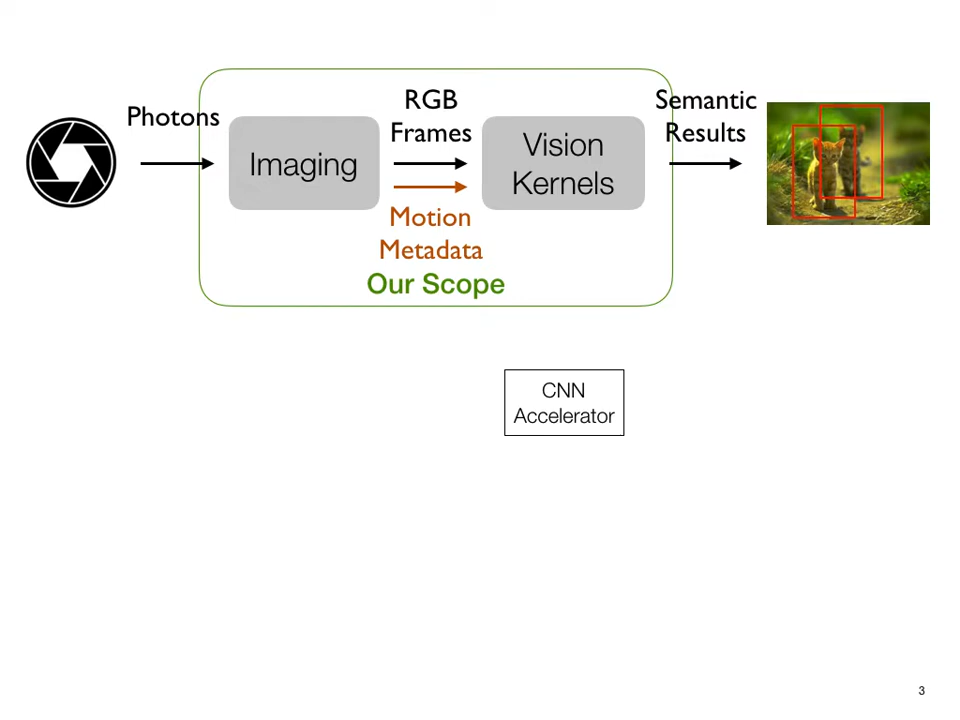 Photons
Imaging
RGB
Frames
Motion
Metadata
Vision
Kernels
Semantic
Results
Our Scope
CNN
Accelerator
3